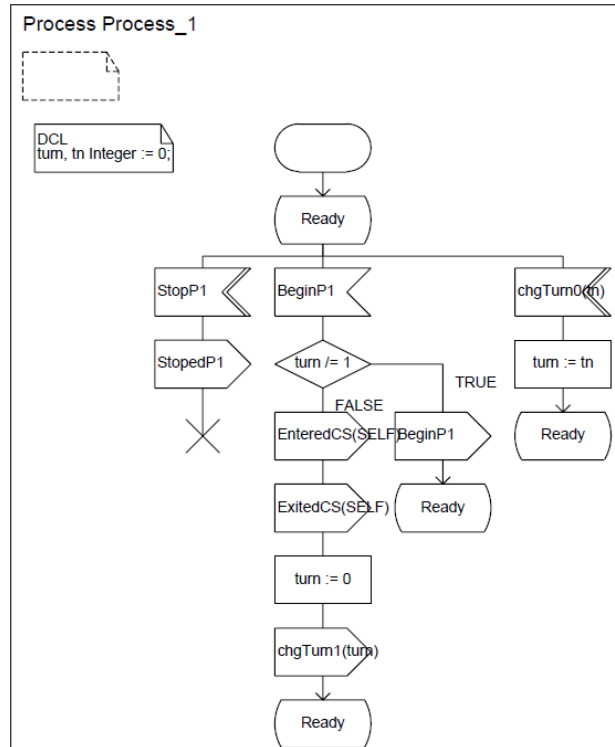 Process Process_1
DCL
turn, tn Integer := 0;
Ready
StopP1
BeginP1
chgTurn0(tn)
StopedP1
turn /= 1
turn := tn
TRUE
FALSE
EnteredCS(SELF)
BeginP1
Ready
ExitedCS(SELF)
Ready
turn := 0
chgTurn1(turn)
Ready